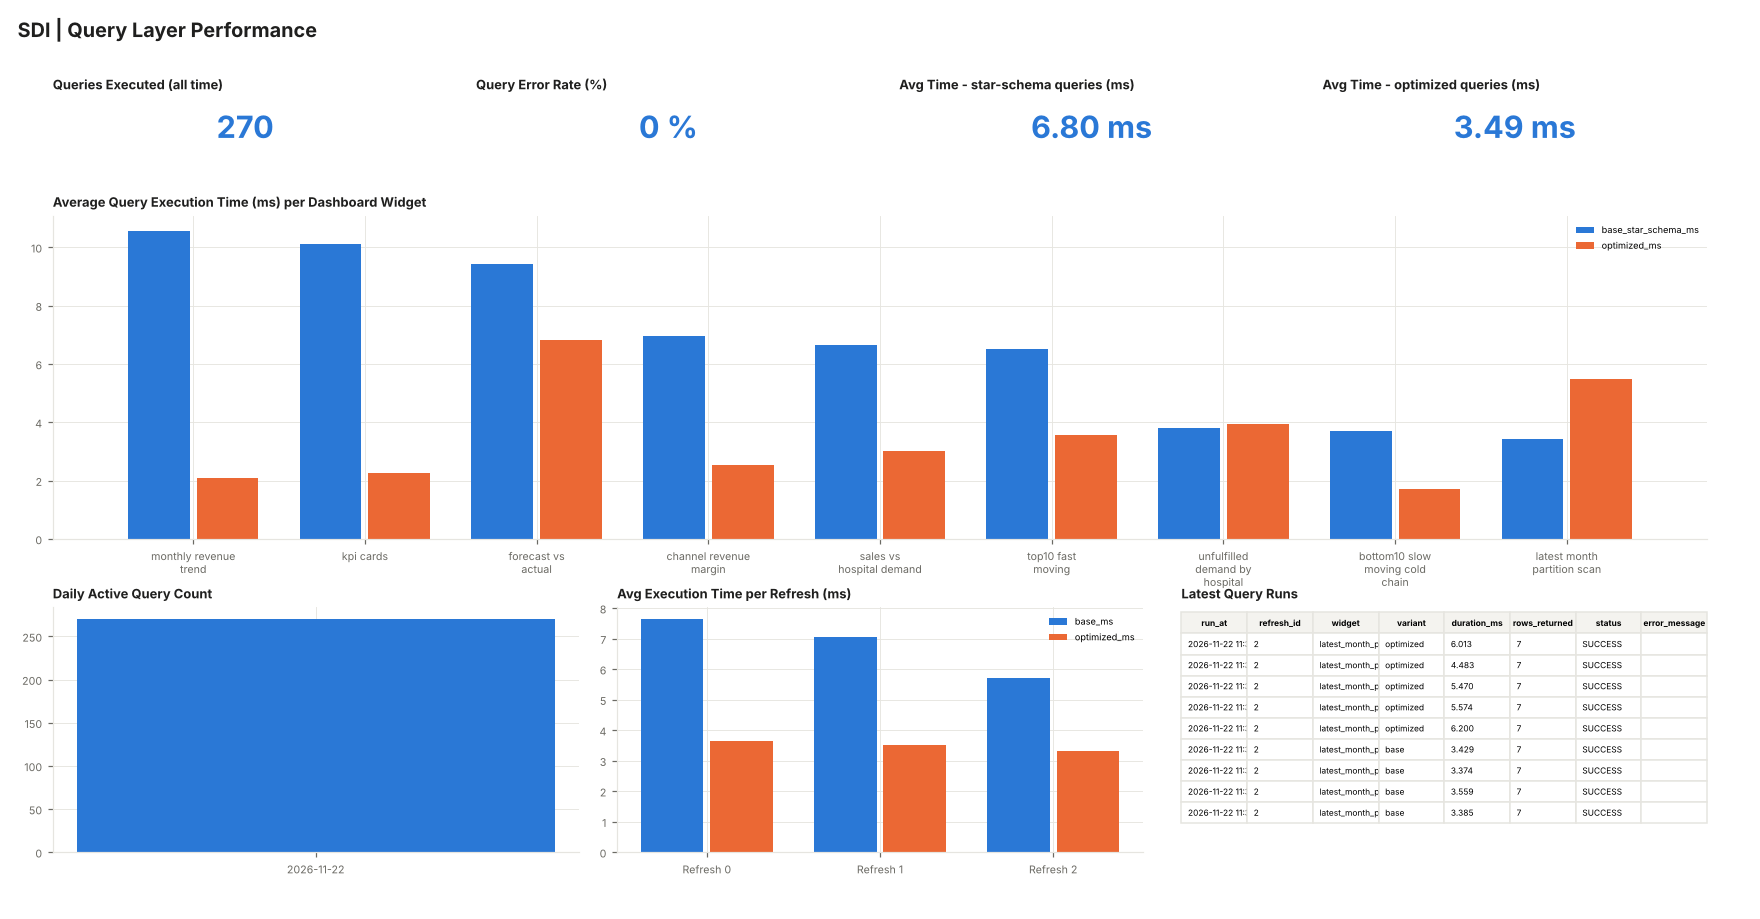 SDI | Query Layer Performance
Queries Executed (all time)
270
Query Error Rate (%)
0 %
Avg Time - star-schema queries (ms)
6.80 ms
Avg Time - optimized queries (ms)
3.49 ms
Average Query Execution Time (ms) per Dashboard Widget
base_star_schema_ms
optimized_ms
10
8
6
4
2
0
monthly revenue
trend
kpi cards
forecast vs
actual
channel revenue
margin
sales vs
hospital demand
top10 fast
moving
unfulfilled
demand by
hospital
bottom10 slow
moving cold
chain
latest month
partition scan
Daily Active Query Count
250
200
150
100
50
0
2026-11-22
Avg Execution Time per Refresh (ms)
base_ms
optimized_ms
8
7
6
5
4
3
2
1
0
Refresh 0
Refresh 1
Refresh 2
Latest Query Runs
run_at refresh_id widget variant duration_ms rows_returned status error_message
2026-11-22 11: 2 latest_month_p optimized 6.013 7 SUCCESS
2026-11-22 11: 2 latest_month_p optimized 4.483 7 SUCCESS
2026-11-22 11: 2 latest_month_p optimized 5.470 7 SUCCESS
2026-11-22 11: 2 latest_month_p optimized 5.574 7 SUCCESS
2026-11-22 11: 2 latest_month_p optimized 6.200 7 SUCCESS
2026-11-22 11: 2 latest_month_p base 3.429 7 SUCCESS
2026-11-22 11: 2 latest_month_p base 3.374 7 SUCCESS
2026-11-22 11: 2 latest_month_p base 3.559 7 SUCCESS
2026-11-22 11: 2 latest_month_p base 3.385 7 SUCCESS